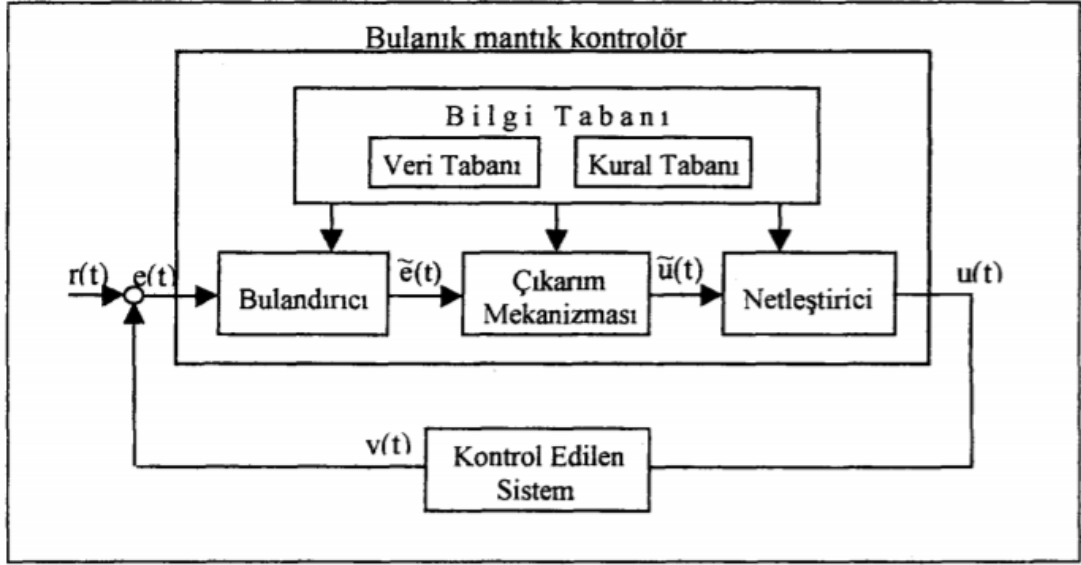 Bulanık mantık kontrolör
Bilgi Tabanı
Veri Tabanı
Kural Tabanı
r(t)
e(t)
Bulandırıcı
ẽ(t)
Çıkarım
Mekanizması
ũ(t)
Netleştirici
u(t)
v(t)
Kontrol Edilen
Sistem